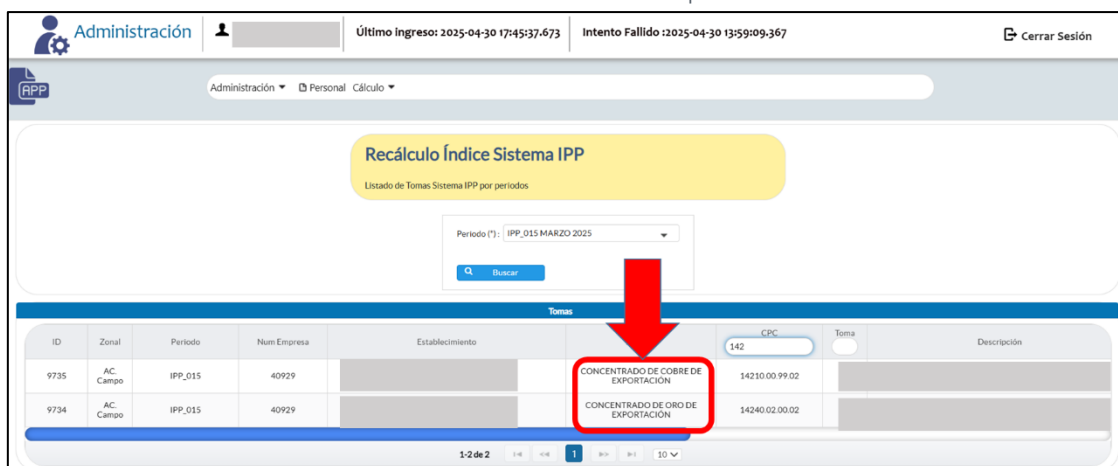 Administración
Último ingreso: 2025-04-30 17:45:37.673
Intento Fallido :2025-04-30 13:59:09.367
Cerrar Sesión
APP
Administración
Personal
Cálculo
Recálculo Índice Sistema IPP
Listado de Tomas Sistema IPP por periodos
Periodo (*) : IPP_015 MARZO 2025
Buscar
Tomas
ID Zonal Periodo Num Empresa Establecimiento CPC Toma Descripción
142
9735 AC. Campo IPP_015 40929 CONCENTRADO DE COBRE DE EXPORTACIÓN 14210.00.99.02
9734 AC. Campo IPP_015 40929 CONCENTRADO DE ORO DE EXPORTACIÓN 14240.02.00.02
1-2 de 2 1 10